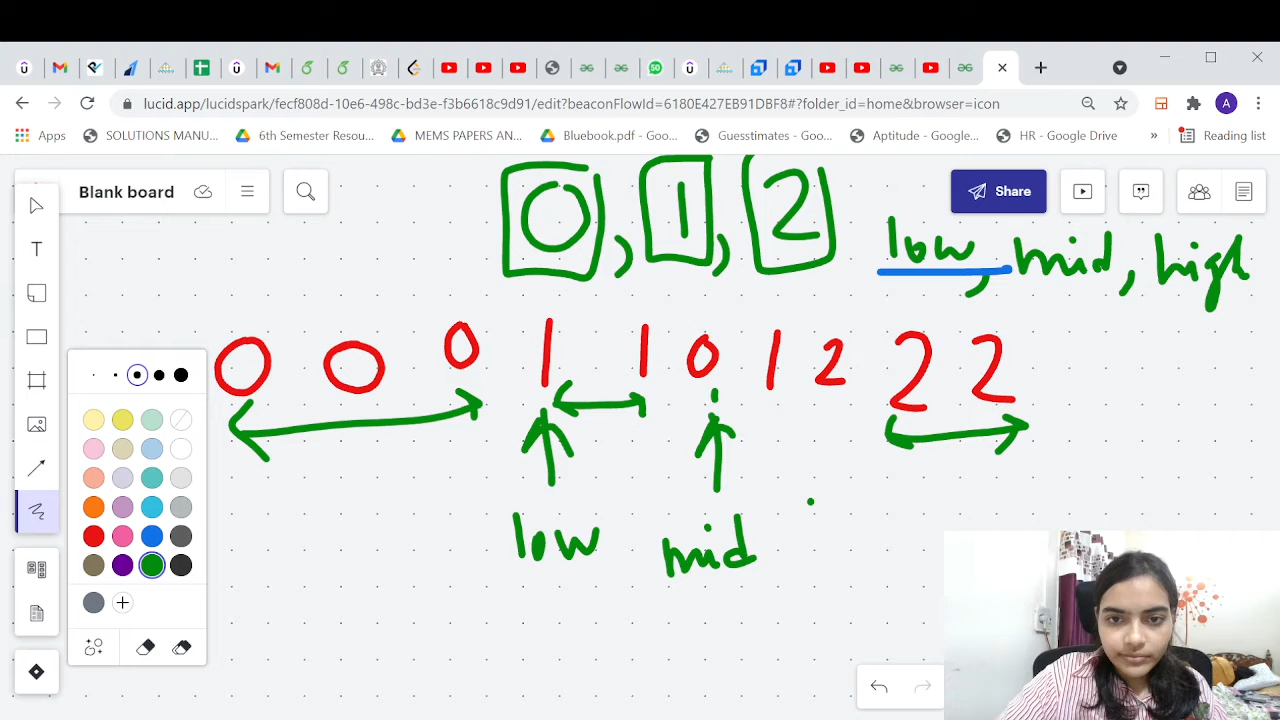 lucid.app/lucidspark/fecf808d-10e6-498c-bd3e-f3b6618c9d91/edit?beaconFlowId=6180E427EB91DBF8#?folder_id=home&browser=icon
A
Apps
SOLUTIONS MANU...
6th Semester Resou...
MEMS PAPERS AN...
Bluebook.pdf - Goo...
Guesstimates - Goo...
Aptitude - Google...
HR - Google Drive
»
Reading list
Blank board
Share
0, 1, 2
low, mid, high
0 0 0 1 1 0 1 2 2 2
low mid
T